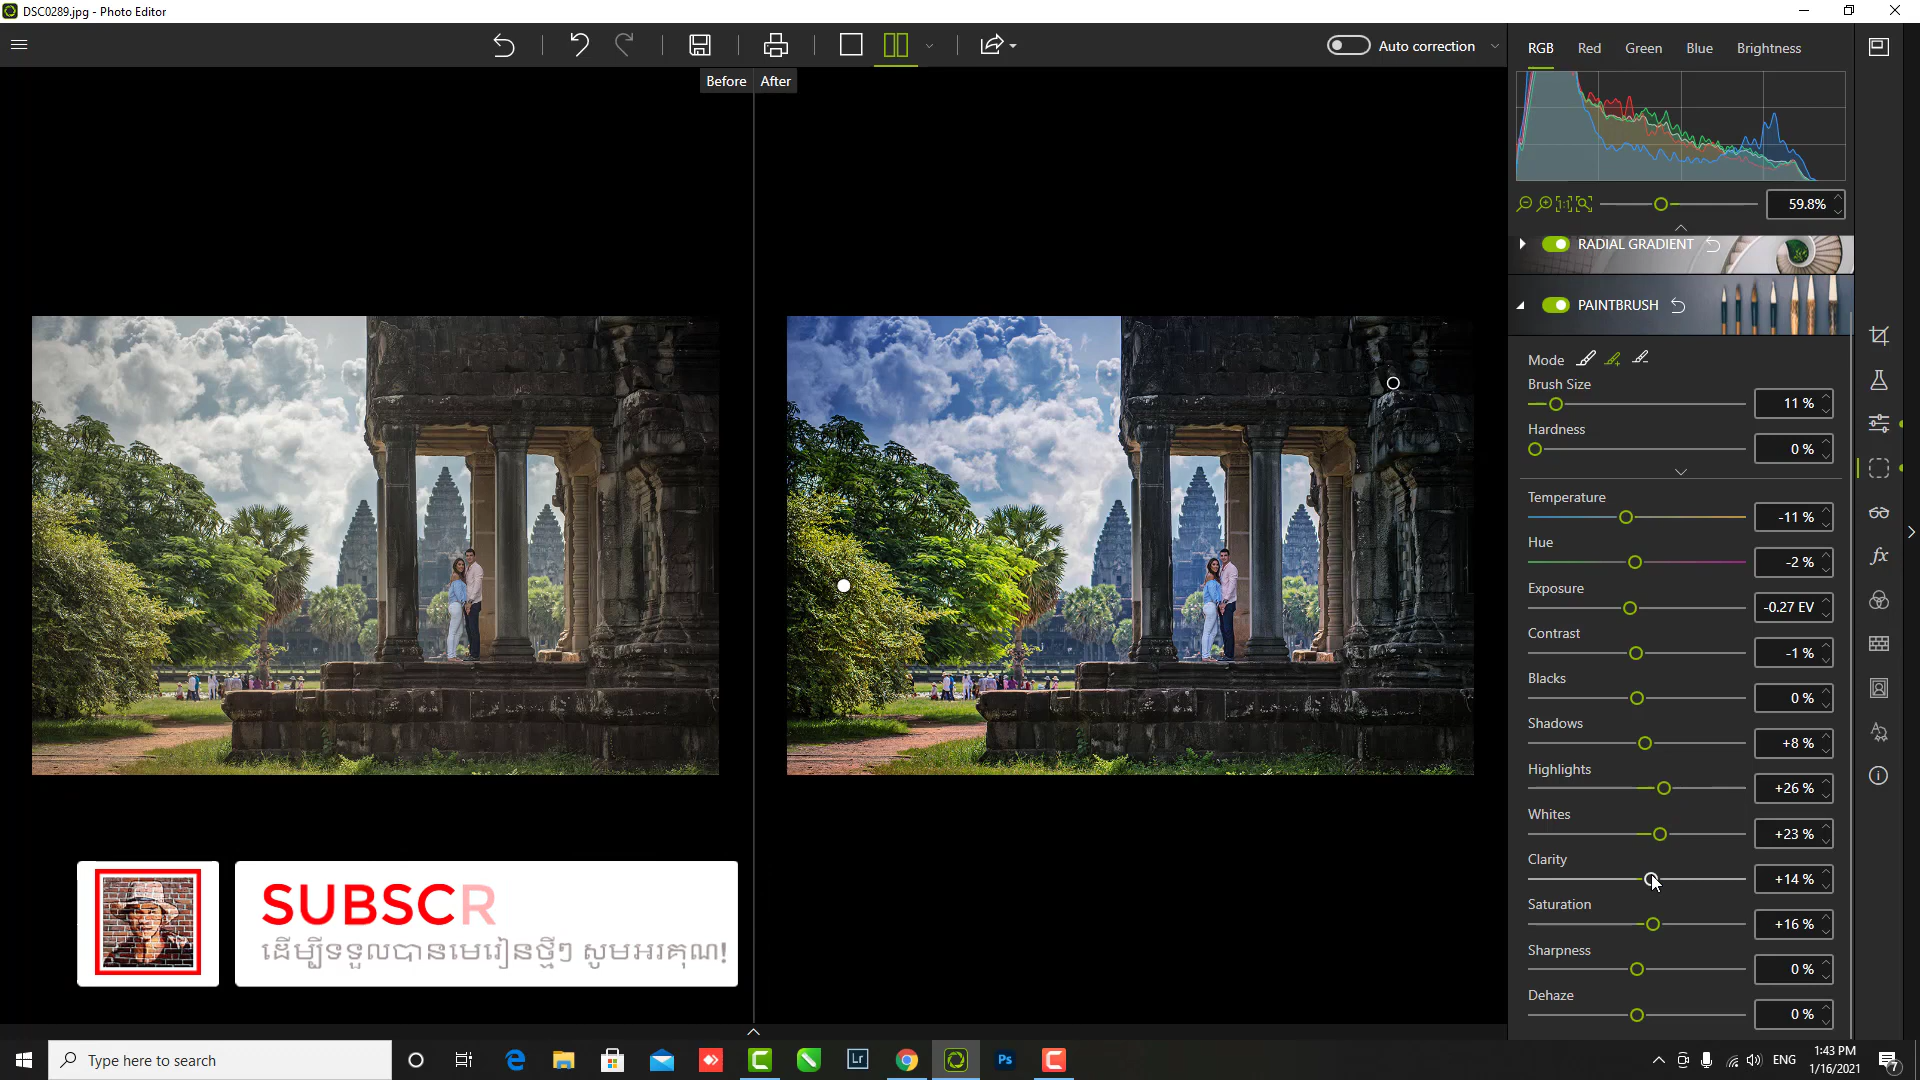 DSC0289.jpg - Photo Editor
Auto correction
RGB Red Green Blue Brightness
Before After
59.8%
RADIAL GRADIENT
PAINTBRUSH
Mode
Brush Size
11 %
Hardness
0 %
Temperature
-11 %
Hue
-2 %
Exposure
-0.27 EV
Contrast
-1 %
Blacks
0 %
Shadows
+8 %
Highlights
+26 %
Whites
+23 %
Clarity
+14 %
Saturation
+16 %
Sharpness
0 %
Dehaze
0 %
SUBSCR
ដើម្បីទទួលបានមេរៀនថ្មីៗ សូមអរគុណ!
Type here to search
Lr
Ps
ENG
1:43 PM
1/16/2021
7